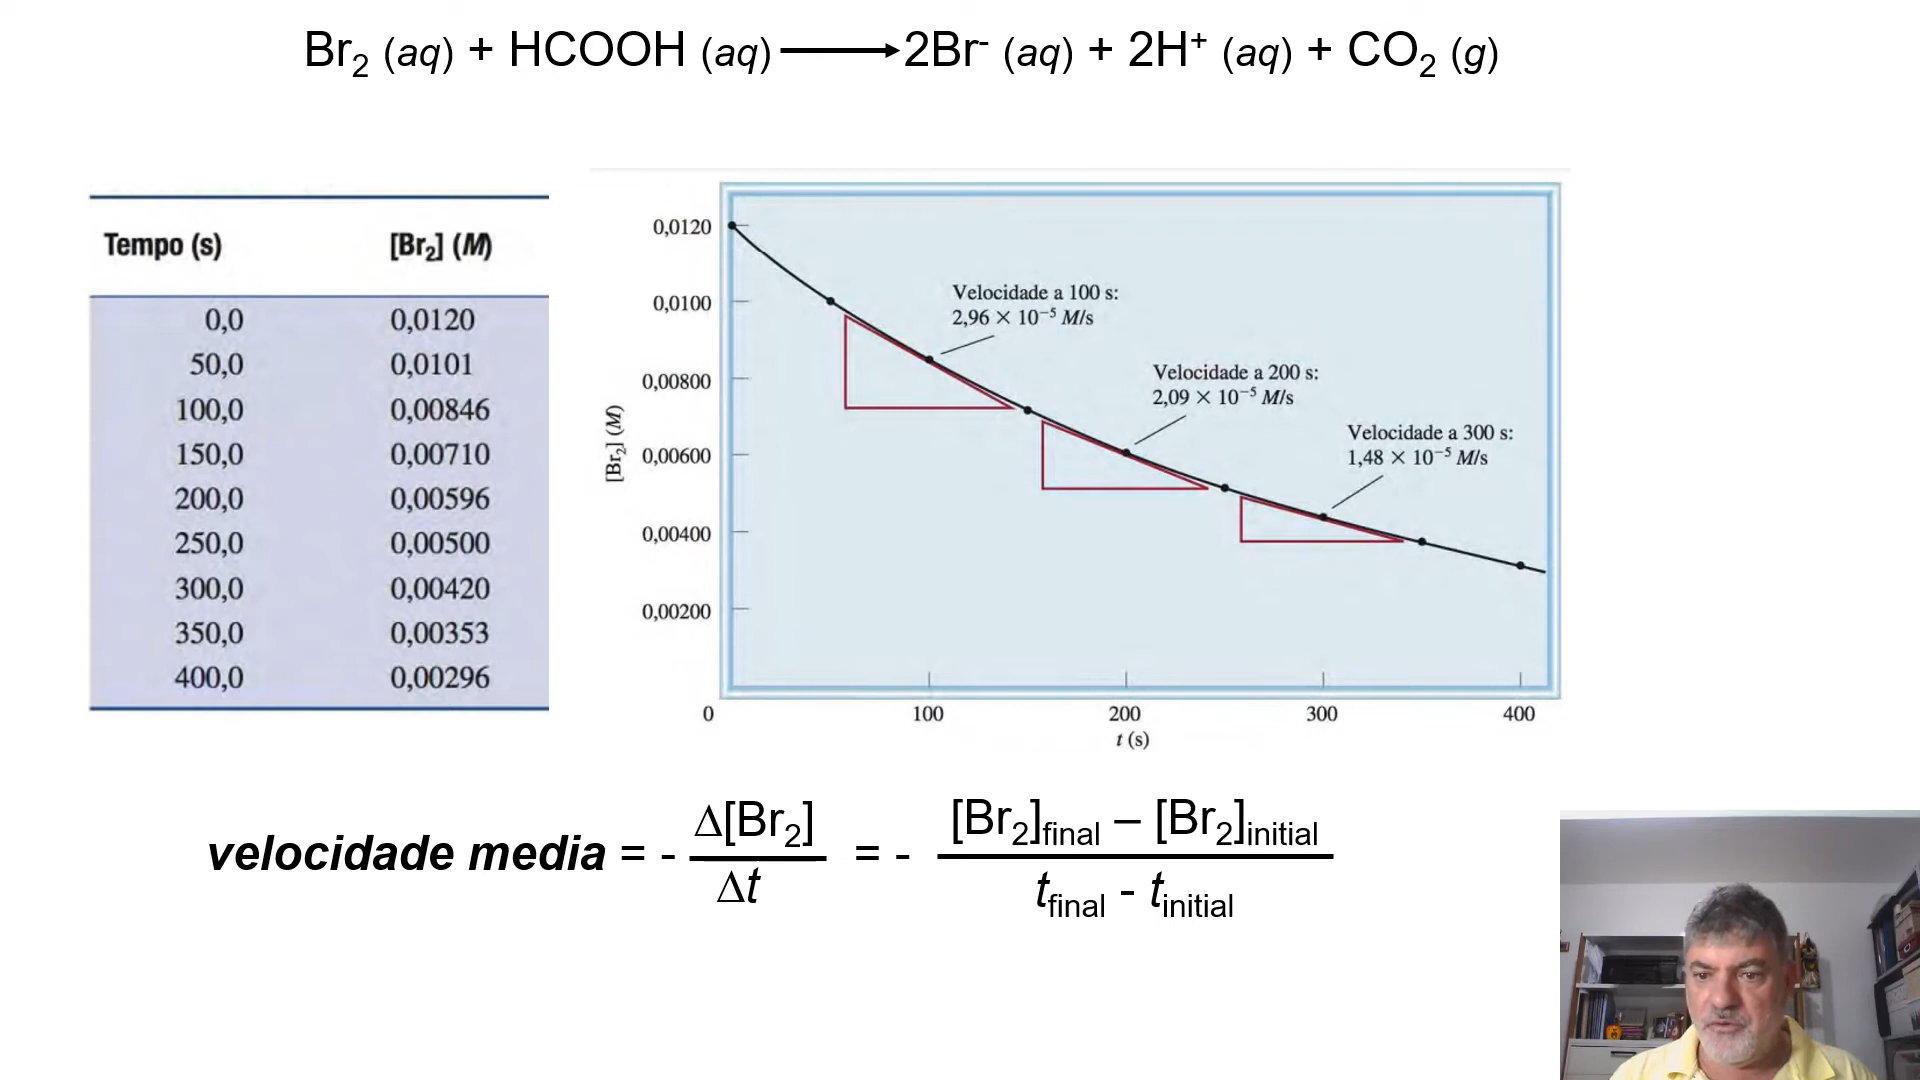 Br₂ (aq) + HCOOH (aq) ⟶ 2Br⁻ (aq) + 2H⁺ (aq) + CO₂ (g)
Tempo (s) [Br₂] (M)
0,0 0,0120
50,0 0,0101
100,0 0,00846
150,0 0,00710
200,0 0,00596
250,0 0,00500
300,0 0,00420
350,0 0,00353
400,0 0,00296
[Br₂] (M)
0,0120
0,0100
0,00800
0,00600
0,00400
0,00200
Velocidade a 100 s:
2,96 × 10⁻⁵ M/s
Velocidade a 200 s:
2,09 × 10⁻⁵ M/s
Velocidade a 300 s:
1,48 × 10⁻⁵ M/s
0 100 200 300 400
t (s)
velocidade media = - Δ[Br₂] / Δt = - [Br₂]final – [Br₂]initial / tfinal - tinitial